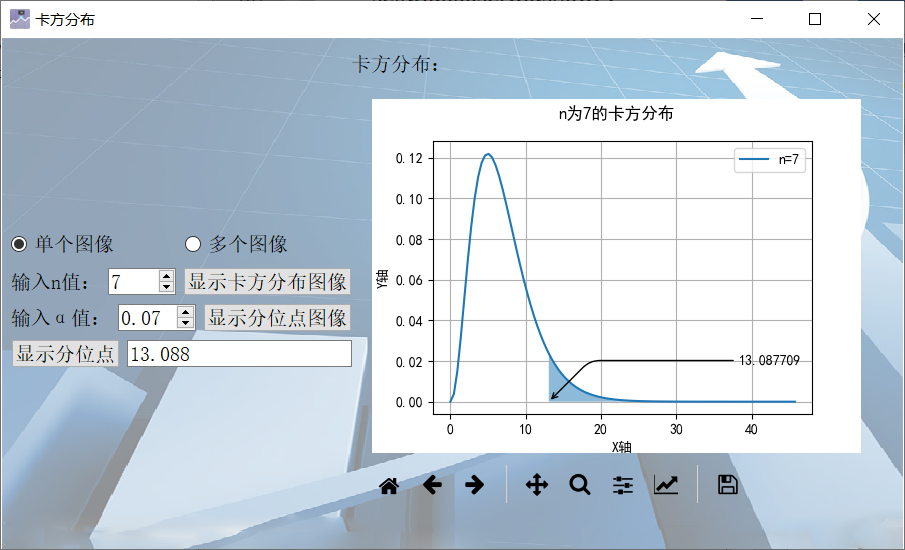 卡方分布
卡方分布:
n为7的卡方分布
n=7
0.12
0.10
0.08
0.06
0.04
0.02
0.00
Y轴
13.087709
0 10 20 30 40
X轴
单个图像 多个图像
输入n值: 7 显示卡方分布图像
输入α值: 0.07 显示分位点图像
显示分位点 13.088